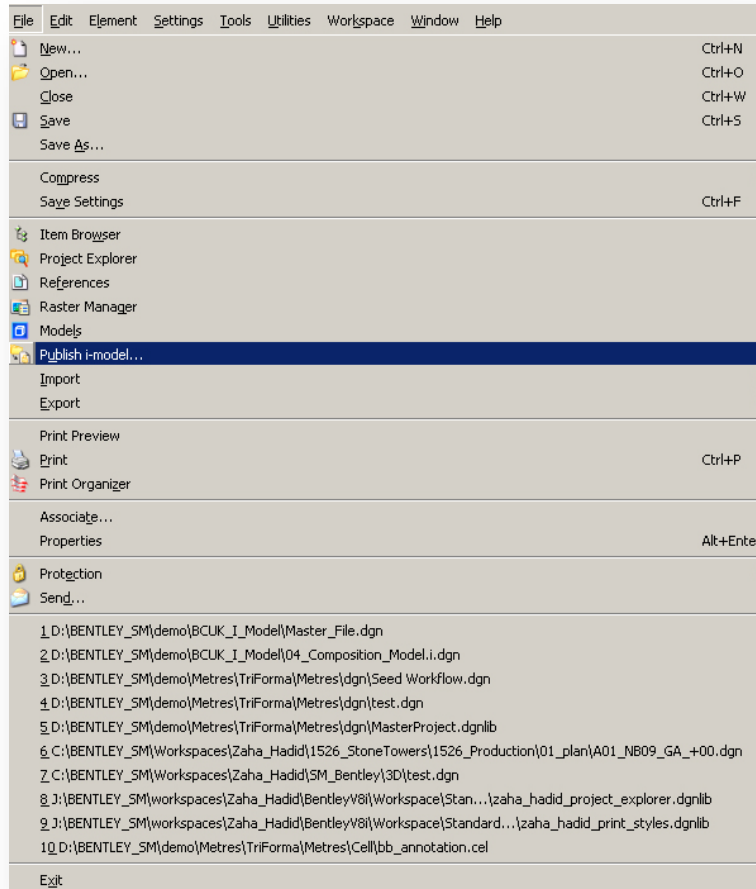 File Edit Element Settings Tools Utilities Workspace Window Help
New... Ctrl+N
Open... Ctrl+O
Close Ctrl+W
Save Ctrl+S
Save As...
Compress
Save Settings Ctrl+F
Item Browser
Project Explorer
References
Raster Manager
Models
Publish i-model...
Import
Export
Print Preview
Print Ctrl+P
Print Organizer
Associate...
Properties Alt+Ente
Protection
Send...
1 D:\BENTLEY_SM\demo\BCUK_I_Model\Master_File.dgn
2 D:\BENTLEY_SM\demo\BCUK_I_Model\04_Composition_Model.i.dgn
3 D:\BENTLEY_SM\demo\Metres\TriForma\Metres\dgn\Seed Workflow.dgn
4 D:\BENTLEY_SM\demo\Metres\TriForma\Metres\dgn\test.dgn
5 D:\BENTLEY_SM\demo\Metres\TriForma\Metres\dgn\MasterProject.dgnlib
6 C:\BENTLEY_SM\Workspaces\Zaha_Hadid\1526_StoneTowers\1526_Production\01_plan\A01_NB09_GA_+00.dgn
7 C:\BENTLEY_SM\Workspaces\Zaha_Hadid\SM_Bentley\3D\test.dgn
8 J:\BENTLEY_SM\workspaces\Zaha_Hadid\BentleyV8i\Workspace\Stan...\zaha_hadid_project_explorer.dgnlib
9 J:\BENTLEY_SM\workspaces\Zaha_Hadid\BentleyV8i\Workspace\Standard...\zaha_hadid_print_styles.dgnlib
10 D:\BENTLEY_SM\demo\Metres\TriForma\Metres\Cell\bb_annotation.cel
Exit